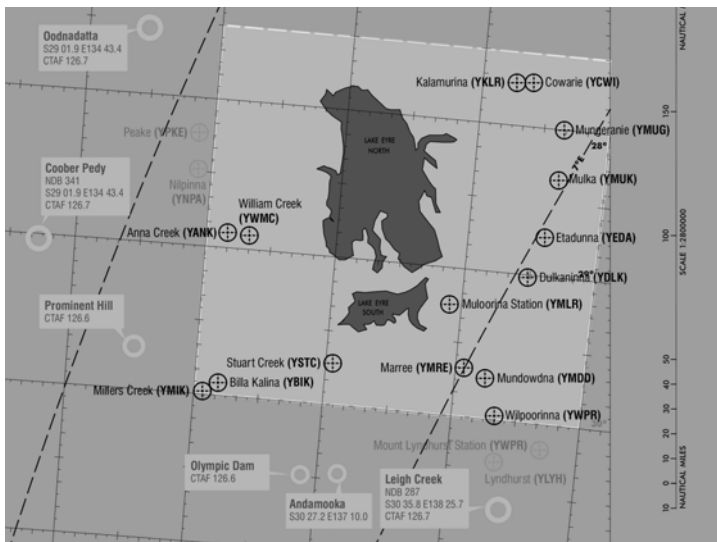 Oodnadatta
S29 01.9 E134 43.4
CTAF 126.7
NAUTICAL
Kalamurina (YKLR)
Cowarie (YCWI)
Peake (YPKE)
LAKE EYRE
NORTH
150
Mungeranie (YMUG)
28°
7°E
Coober Pedy
NDB 341
S29 01.9 E134 43.4
CTAF 126.7
Nilpinna
(YNPA)
Mulka (YMUK)
William Creek
(YWMC)
Anna Creek (YANK)
Etadunna (YEDA)
100
SCALE 1:2800000
Dulkaninna (YDLK)
29°
Prominent Hill
CTAF 126.6
LAKE EYRE
SOUTH
Muloorina Station (YMLR)
Stuart Creek (YSTC)
Marree (YMRE)
50
Billa Kalina (YBIK)
Mundowdna (YMDD)
40
Millers Creek (YMIK)
30
Wilpoorinna (YWPR)
30°
20
Mount Lyndhurst Station (YWPR)
10
Olympic Dam
CTAF 126.6
Lyndhurst (YLYH)
0
Leigh Creek
NDB 287
S30 35.8 E138 25.7
CTAF 126.7
Andamooka
S30 27.2 E137 10.0
10
NAUTICAL MILES